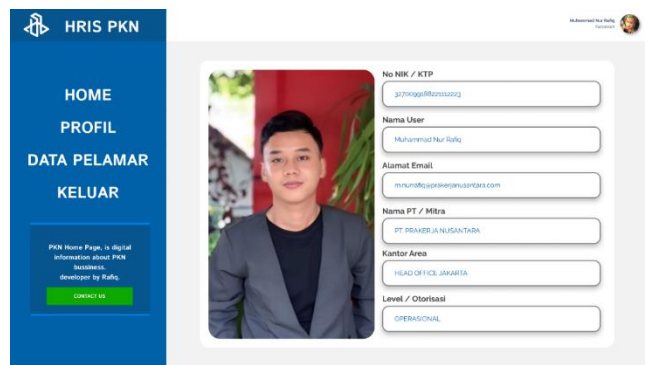 HRIS PKN
Muhammad Nur Rafiq
HOME
PROFIL
DATA PELAMAR
KELUAR
PKN Home Page, is digital
information about PKN
bussiness.
developer by Rafiq.
CONTACT US
No NIK / KTP
Nama User
Muhammad Nur Rafiq
Alamat Email
m.nurrafiq@prakerjanusantara.com
Nama PT / Mitra
PT. PRAKERJA NUSANTARA
Kantor Area
HEAD OFFICE JAKARTA
Level / Otorisasi
OPERASIONAL